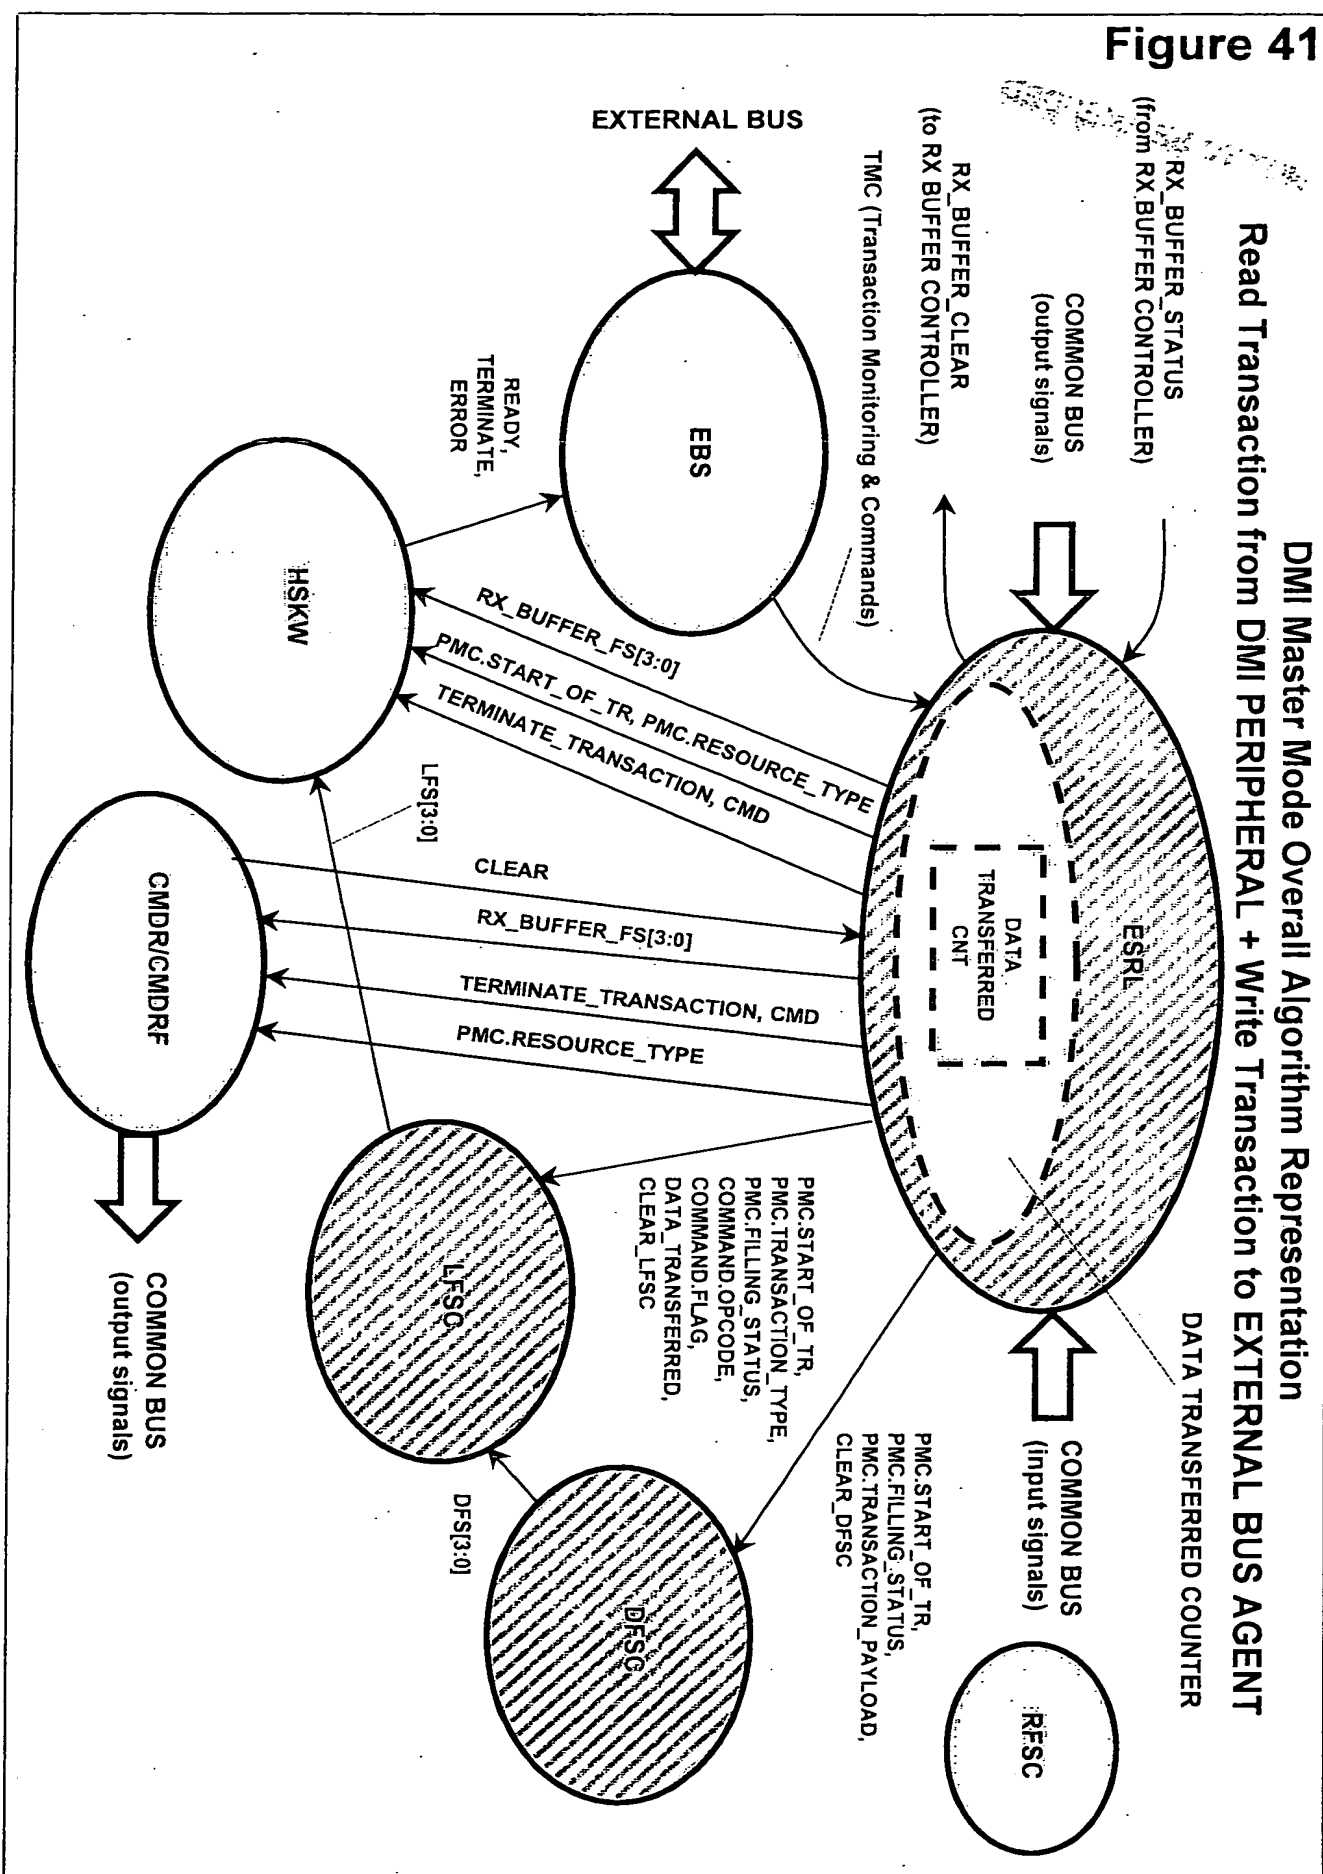 Figure 41
DMI Master Mode Overall Algorithm Representation
Read Transaction from DMI PERIPHERAL + Write Transaction to EXTERNAL BUS AGENT
RX_BUFFER_STATUS
(from RX BUFFER CONTROLLER)
COMMON BUS
(output signals)
RX_BUFFER_CLEAR
(to RX BUFFER CONTROLLER)
TMC (Transaction Monitoring & Commands)
EXTERNAL BUS
EBS
READY,
TERMINATE,
ERROR
HSKW
ESRL
DATA
TRANSFERRED
CNT
DATA TRANSFERRED COUNTER
COMMON BUS
(input signals)
RFSC
RX_BUFFER_FS[3:0]
PMC.START_OF_TR, PMC.RESOURCE_TYPE
TERMINATE_TRANSACTION, CMD
LFS[3:0]
CLEAR
RX_BUFFER_FS[3:0]
TERMINATE_TRANSACTION, CMD
PMC.RESOURCE_TYPE
CMDR/CMDRF
COMMON BUS
(output signals)
PMC.START_OF_TR,
PMC.TRANSACTION_TYPE,
PMC.FILLING_STATUS,
COMMAND.OPCODE,
COMMAND.FLAG,
DATA_TRANSFERRED,
CLEAR_LFSC
LFSC
PMC.START_OF_TR,
PMC.FILLING_STATUS,
PMC.TRANSACTION_PAYLOAD,
CLEAR_DFSC
DFS[3:0]
DFSC